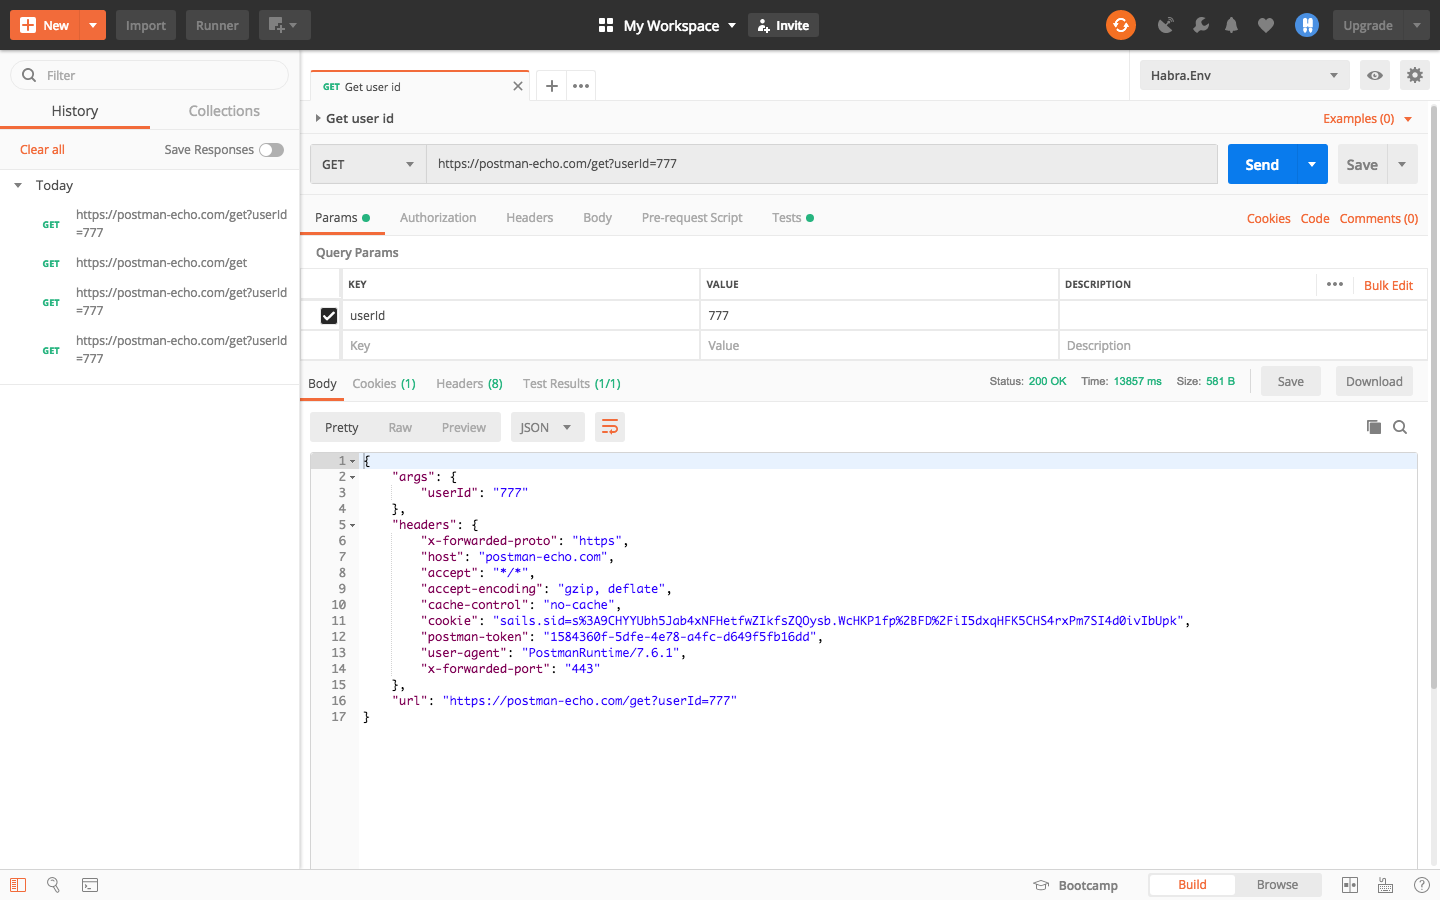 New
Import
Runner
My Workspace
Invite
Upgrade
Filter
History
Collections
Clear all
Save Responses
Today
GET
https://postman-echo.com/get?userId
=777
GET
https://postman-echo.com/get
GET
https://postman-echo.com/get?userId
=777
GET
https://postman-echo.com/get?userId
=777
GET Get user id
Habra.Env
Get user id
Examples (0)
GET
https://postman-echo.com/get?userId=777
Send
Save
Params
Authorization
Headers
Body
Pre-request Script
Tests
Cookies
Code
Comments (0)
Query Params
KEY
VALUE
DESCRIPTION
Bulk Edit
userId
777
Key
Value
Description
Body
Cookies (1)
Headers (8)
Test Results (1/1)
Status: 200 OK
Time: 13857 ms
Size: 581 B
Save
Download
Pretty
Raw
Preview
JSON
1 {
2 "args": {
3 "userId": "777"
4 },
5 "headers": {
6 "x-forwarded-proto": "https",
7 "host": "postman-echo.com",
8 "accept": "*/*",
9 "accept-encoding": "gzip, deflate",
10 "cache-control": "no-cache",
11 "cookie": "sails.sid=s%3A9CHYYUbh5Jab4xNFHetfwZIkfsZQOysb.WcHKP1fp%2BFD%2FiI5dxqHFK5CHS4rxPm7SI4d0ivIbUpk",
12 "postman-token": "1584360f-5dfe-4e78-a4fc-d649f5fb16dd",
13 "user-agent": "PostmanRuntime/7.6.1",
14 "x-forwarded-port": "443"
15 },
16 "url": "https://postman-echo.com/get?userId=777"
17 }
Bootcamp
Build
Browse